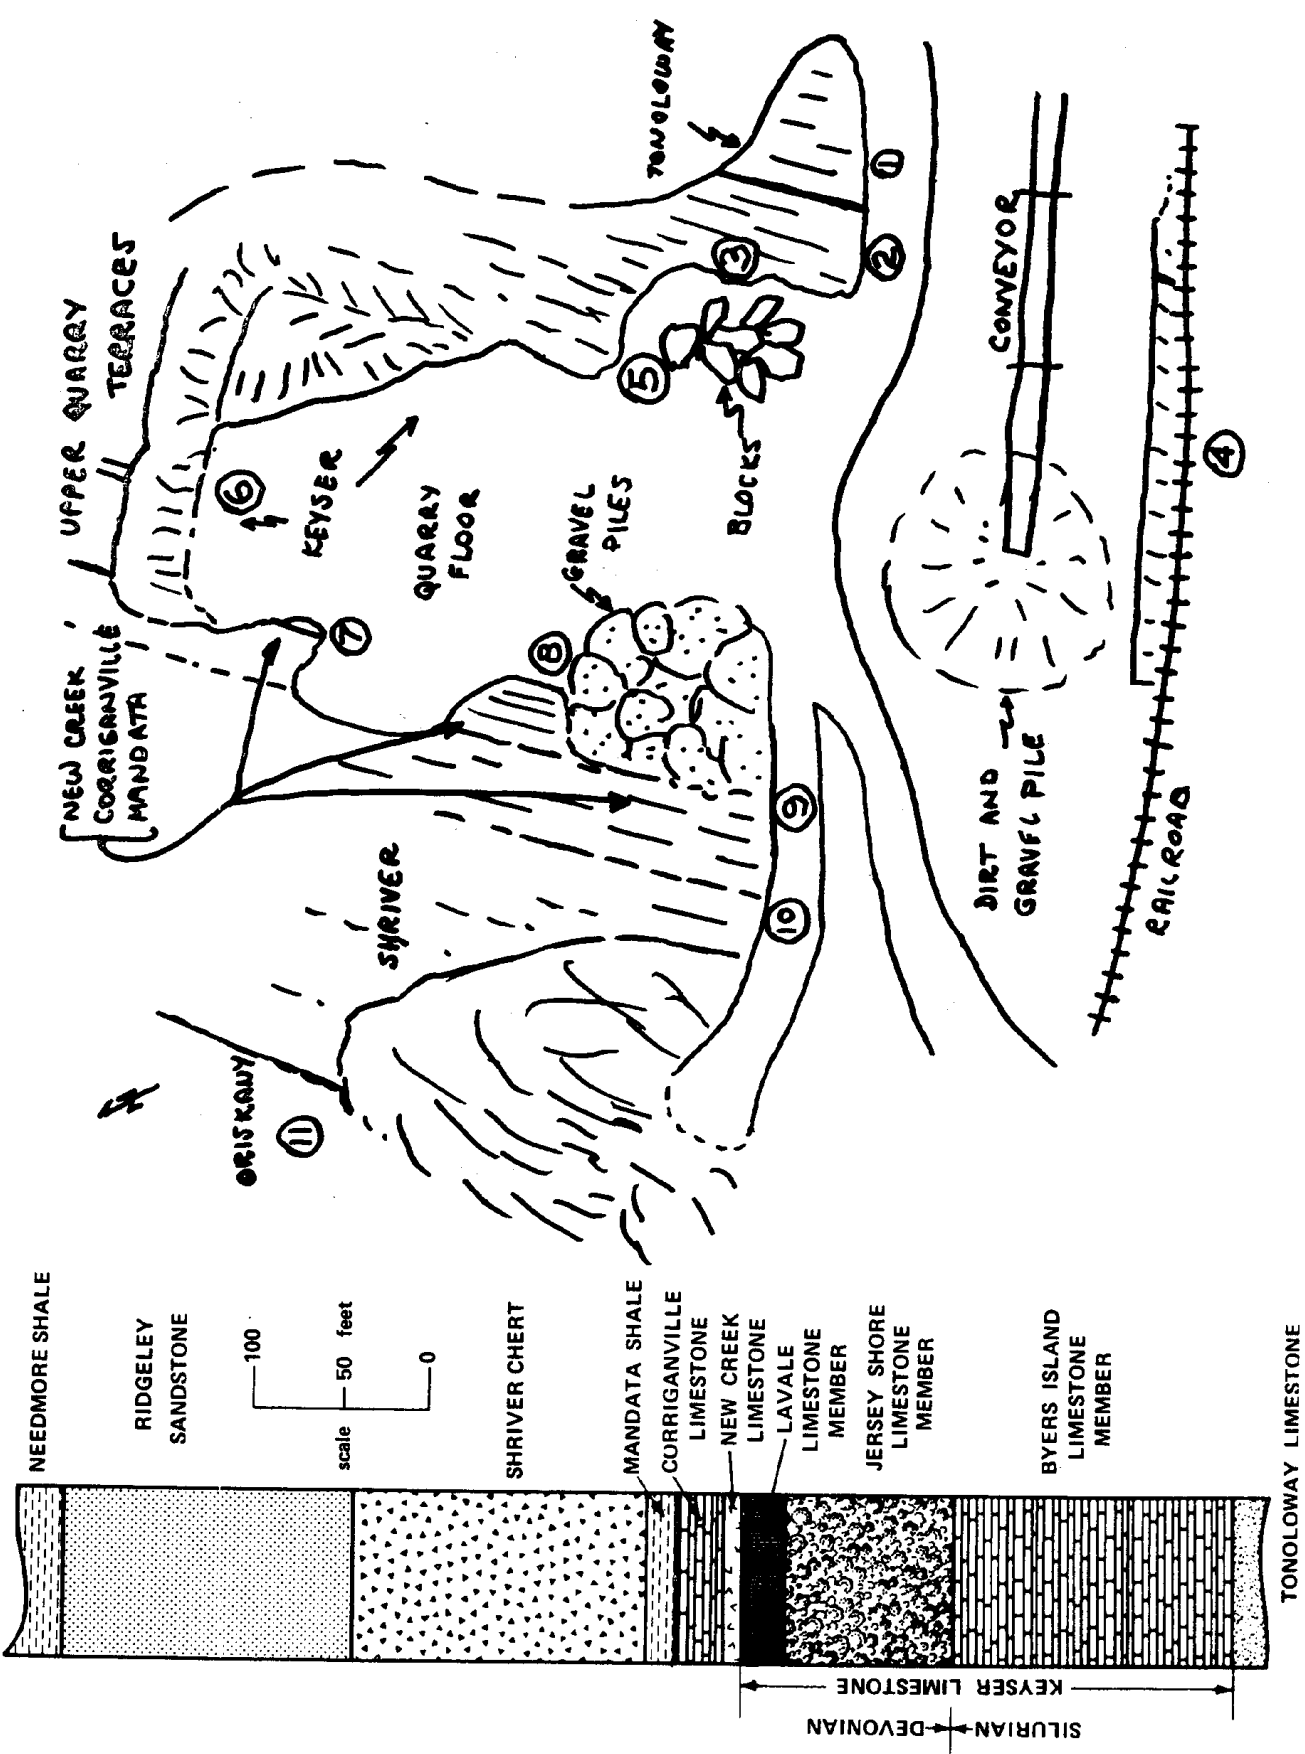 UPPER QUARRY
TERRACES
NEW CREEK
CORRIGANVILLE
MANDATA
TONOLOWAY
KEYSER
QUARRY
FLOOR
GRAVEL
PILES
BLOCKS
SHRIVER
ORISKANY
CONVEYOR
DIRT AND
GRAVEL PILE
RAILROAD
1
2
3
4
5
6
7
8
9
10
11
NEEDMORE SHALE
RIDGELEY
SANDSTONE
100
50 feet
0
scale
SHRIVER CHERT
MANDATA SHALE
CORRIGANVILLE
LIMESTONE
NEW CREEK
LIMESTONE
LAVALE
LIMESTONE
MEMBER
JERSEY SHORE
LIMESTONE
MEMBER
BYERS ISLAND
LIMESTONE
MEMBER
TONOLOWAY LIMESTONE
KEYSER LIMESTONE
SILURIAN
DEVONIAN